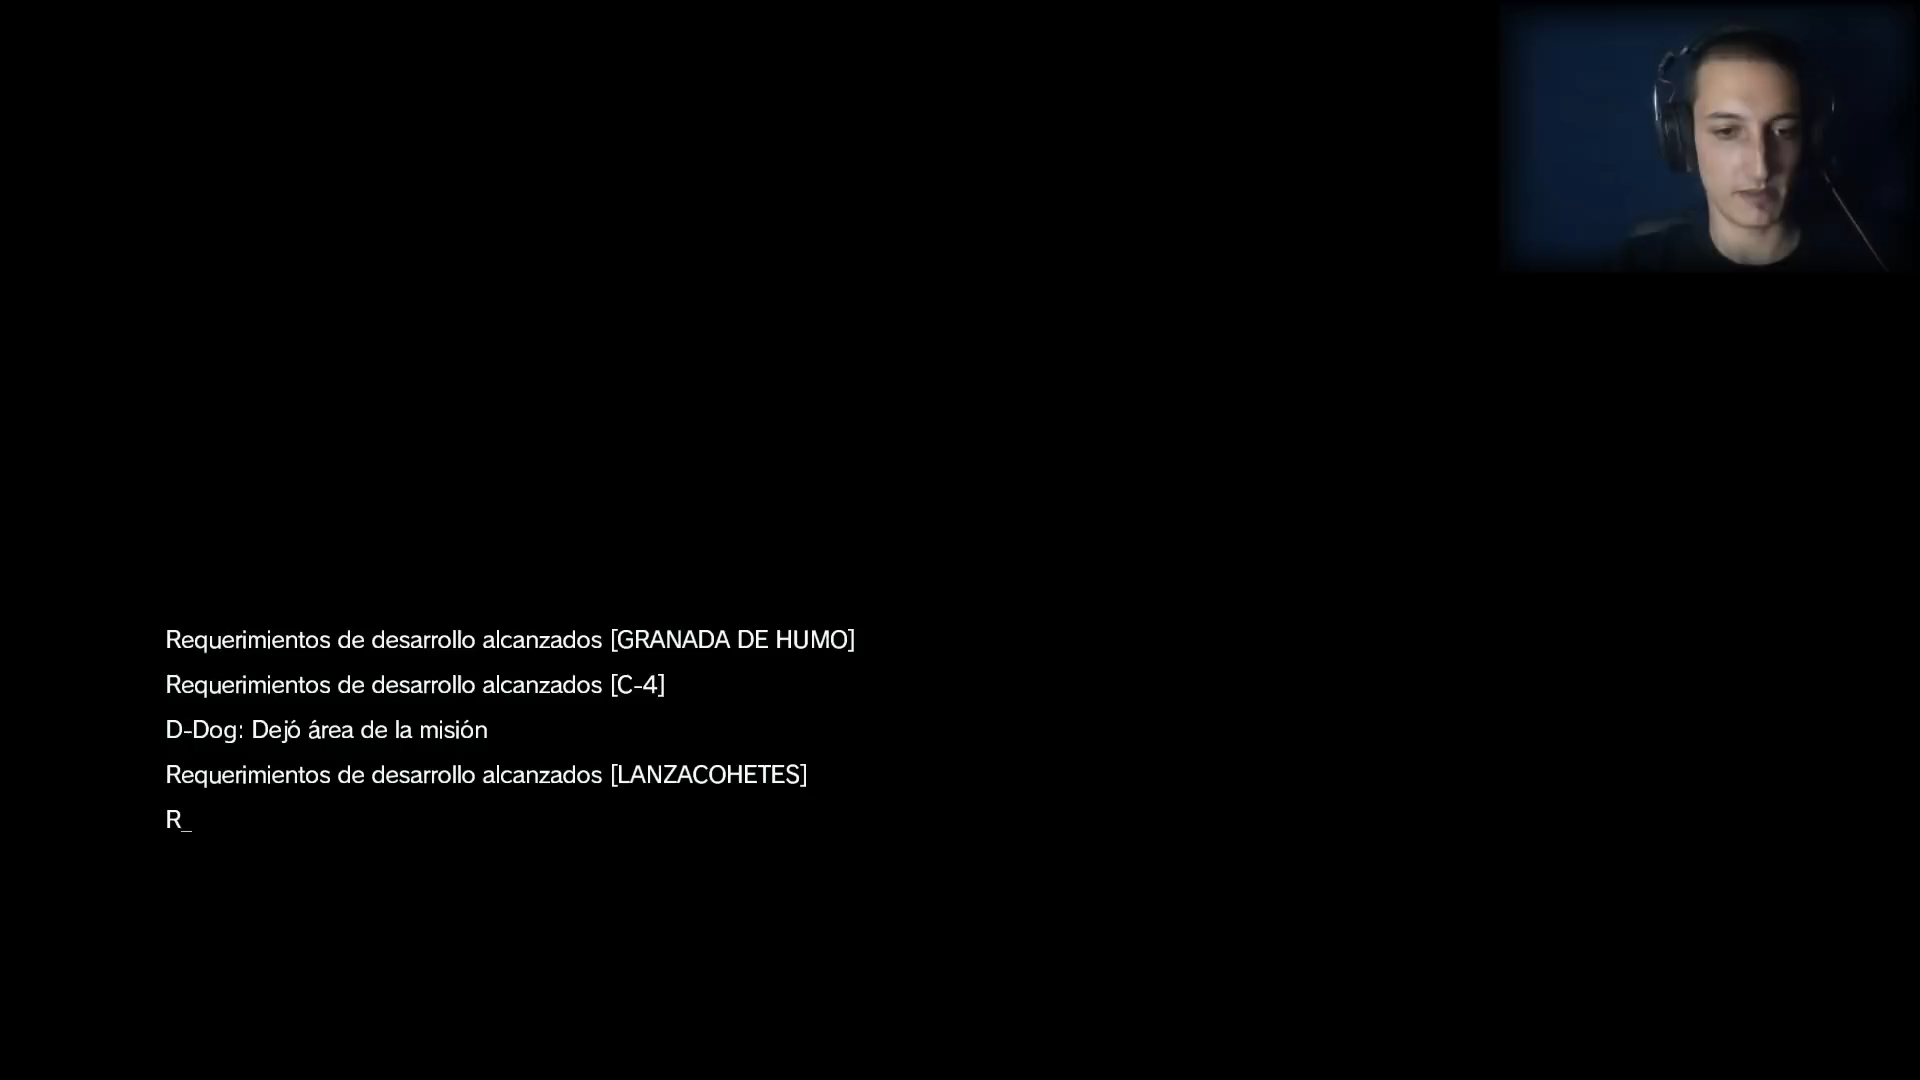 Requerimientos de desarrollo alcanzados [GRANADA DE HUMO]
Requerimientos de desarrollo alcanzados [C-4]
D-Dog: Dejó área de la misión
Requerimientos de desarrollo alcanzados [LANZACOHETES]
R_